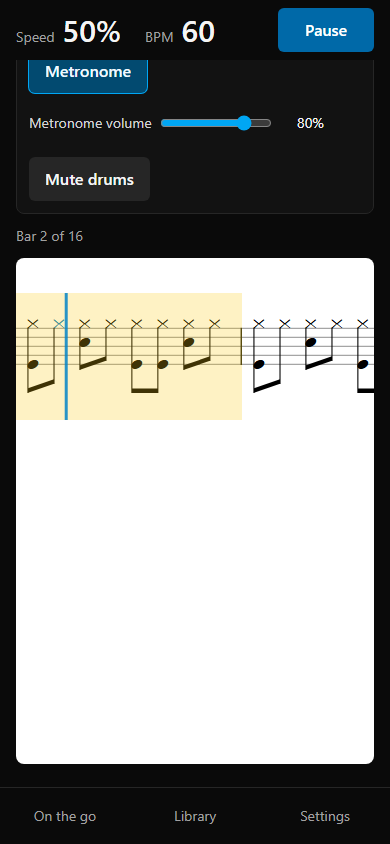 Speed 50% BPM 60 Pause
Metronome
Metronome volume 80%
Mute drums
Bar 2 of 16
On the go Library Settings